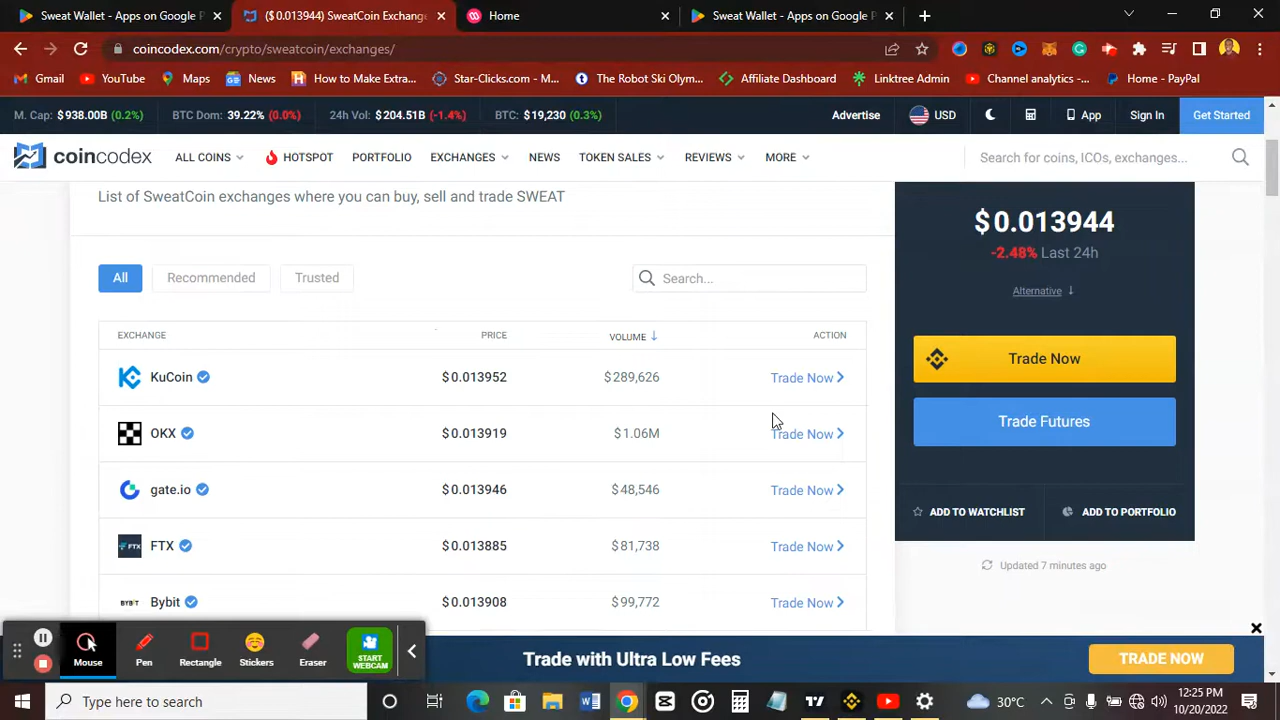 Sweat Wallet - Apps on Google P
($0.013944) SweatCoin Exchang
Home
Sweat Wallet - Apps on Google P
coincodex.com/crypto/sweatcoin/exchanges/
Gmail
YouTube
Maps
News
How to Make Extra...
Star-Clicks.com - M...
The Robot Ski Olym...
Affiliate Dashboard
Linktree Admin
Channel analytics -...
Home - PayPal
M. Cap: $938.00B (0.2%)
BTC Dom: 39.22% (0.0%)
24h Vol: $204.51B (-1.4%)
BTC: $19,230 (0.3%)
Advertise
USD
App
Sign In
Get Started
coincodex
ALL COINS
HOTSPOT
PORTFOLIO
EXCHANGES
NEWS
TOKEN SALES
REVIEWS
MORE
Search for coins, ICOs, exchanges...
List of SweatCoin exchanges where you can buy, sell and trade SWEAT
All
Recommended
Trusted
Search...
EXCHANGE PRICE VOLUME ACTION
KuCoin $0.013952 $289,626 Trade Now
OKX $0.013919 $1.06M Trade Now
gate.io $0.013946 $48,546 Trade Now
FTX $0.013885 $81,738 Trade Now
Bybit $0.013908 $99,772 Trade Now
$0.013944
-2.48% Last 24h
Alternative
Trade Now
Trade Futures
ADD TO WATCHLIST
ADD TO PORTFOLIO
Updated 7 minutes ago
Mouse
Pen
Rectangle
Stickers
Eraser
START
WEBCAM
Trade with Ultra Low Fees
TRADE NOW
Type here to search
30°C
12:25 PM
10/20/2022